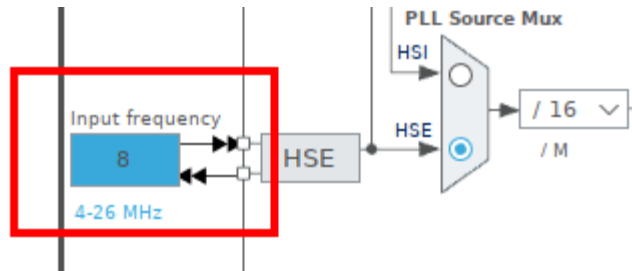 PLL Source Mux
HSI
Input frequency
8
HSE
HSE
/ 16
/ M
4-26 MHz